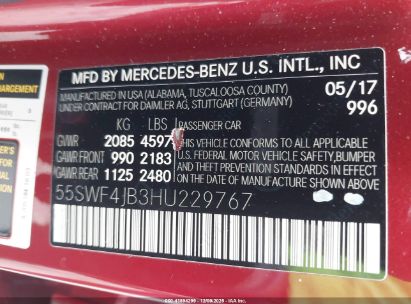 MFD BY MERCEDES-BENZ U.S. INTL., INC
MANUFACTURED IN USA (ALABAMA, TUSCALOOSA COUNTY) 05/17
UNDER CONTRACT FOR DAIMLER AG, STUTTGART (GERMANY) 996
KG LBS PASSENGER CAR
GVWR 2085 4597 THIS VEHICLE CONFORMS TO ALL APPLICABLE
GAWR FRONT 990 2183 U.S. FEDERAL MOTOR VEHICLE SAFETY, BUMPER
GAWR REAR 1125 2480 AND THEFT PREVENTION STANDARDS IN EFFECT
ON THE DATE OF MANUFACTURE SHOWN ABOVE.
55SWF4JB3HU229767